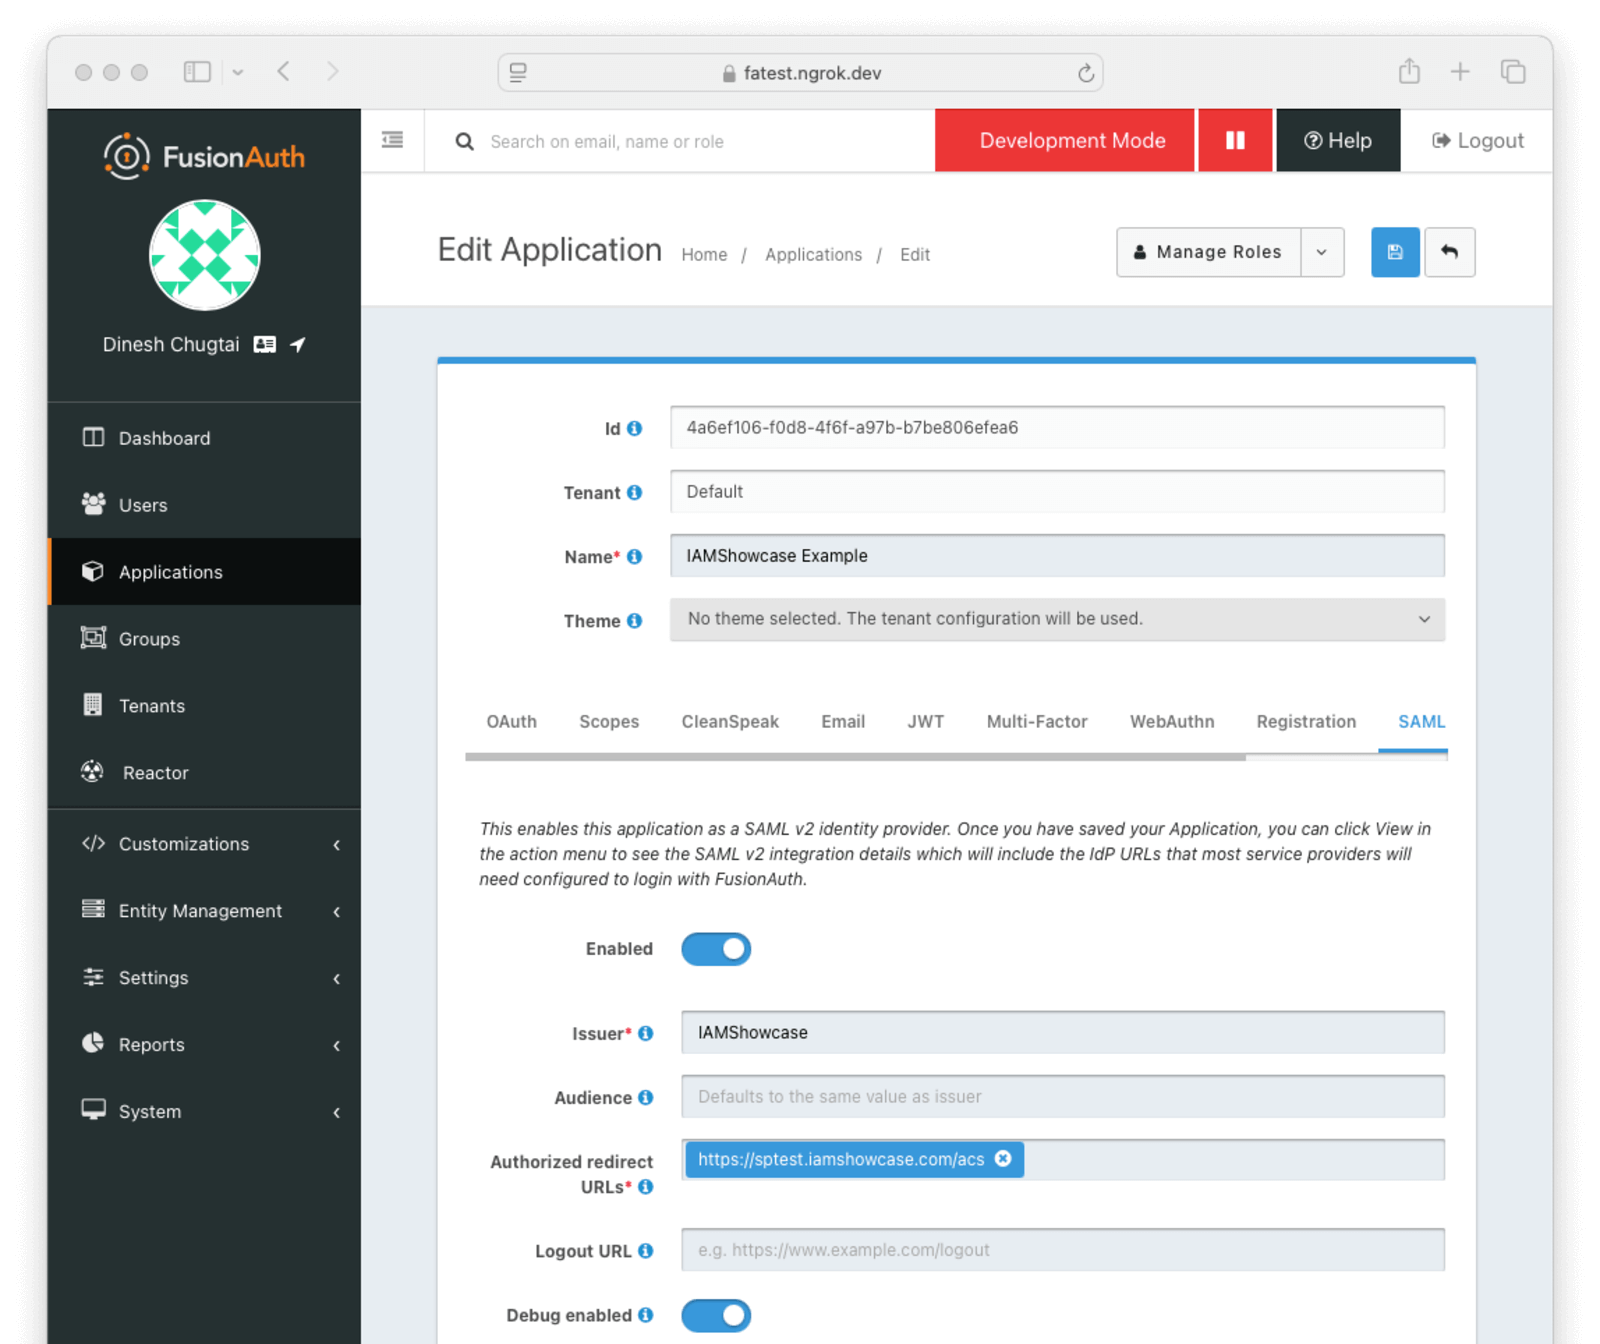 fatest.ngrok.dev
FusionAuth
Search on email, name or role
Development Mode
Help
Logout
Dinesh Chugtai
Dashboard
Users
Applications
Groups
Tenants
Reactor
Customizations
Entity Management
Settings
Reports
System
Edit Application
Home / Applications / Edit
Manage Roles
Id
4a6ef106-f0d8-4f6f-a97b-b7be806efea6
Tenant
Default
Name*
IAMShowcase Example
Theme
No theme selected. The tenant configuration will be used.
OAuth Scopes CleanSpeak Email JWT Multi-Factor WebAuthn Registration SAML
This enables this application as a SAML v2 identity provider. Once you have saved your Application, you can click View in
the action menu to see the SAML v2 integration details which will include the IdP URLs that most service providers will
need configured to login with FusionAuth.
Enabled
Issuer*
IAMShowcase
Audience
Defaults to the same value as issuer
Authorized redirect
URLs*
https://sptest.iamshowcase.com/acs
Logout URL
e.g. https://www.example.com/logout
Debug enabled